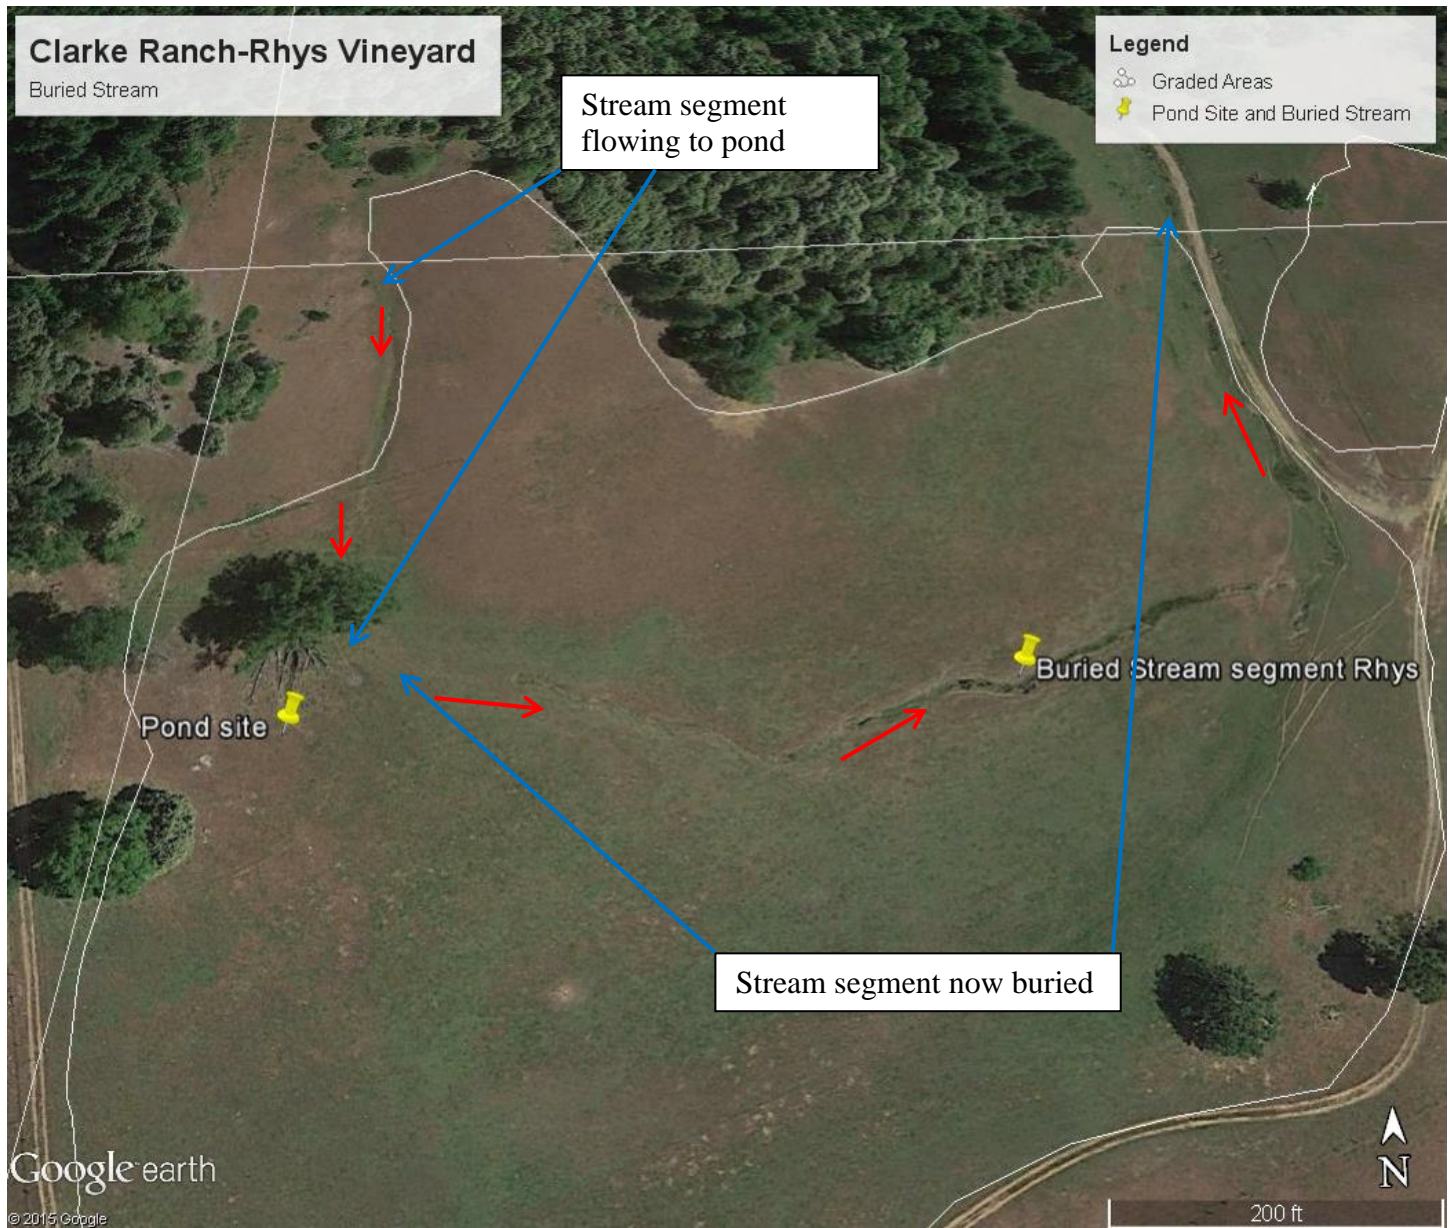 Clarke Ranch-Rhys Vineyard
Buried Stream
Legend
Graded Areas
Pond Site and Buried Stream
Stream segment
flowing to pond
Buried Stream segment Rhys
Pond site
Stream segment now buried
N
Google earth
© 2015 Google
200 ft